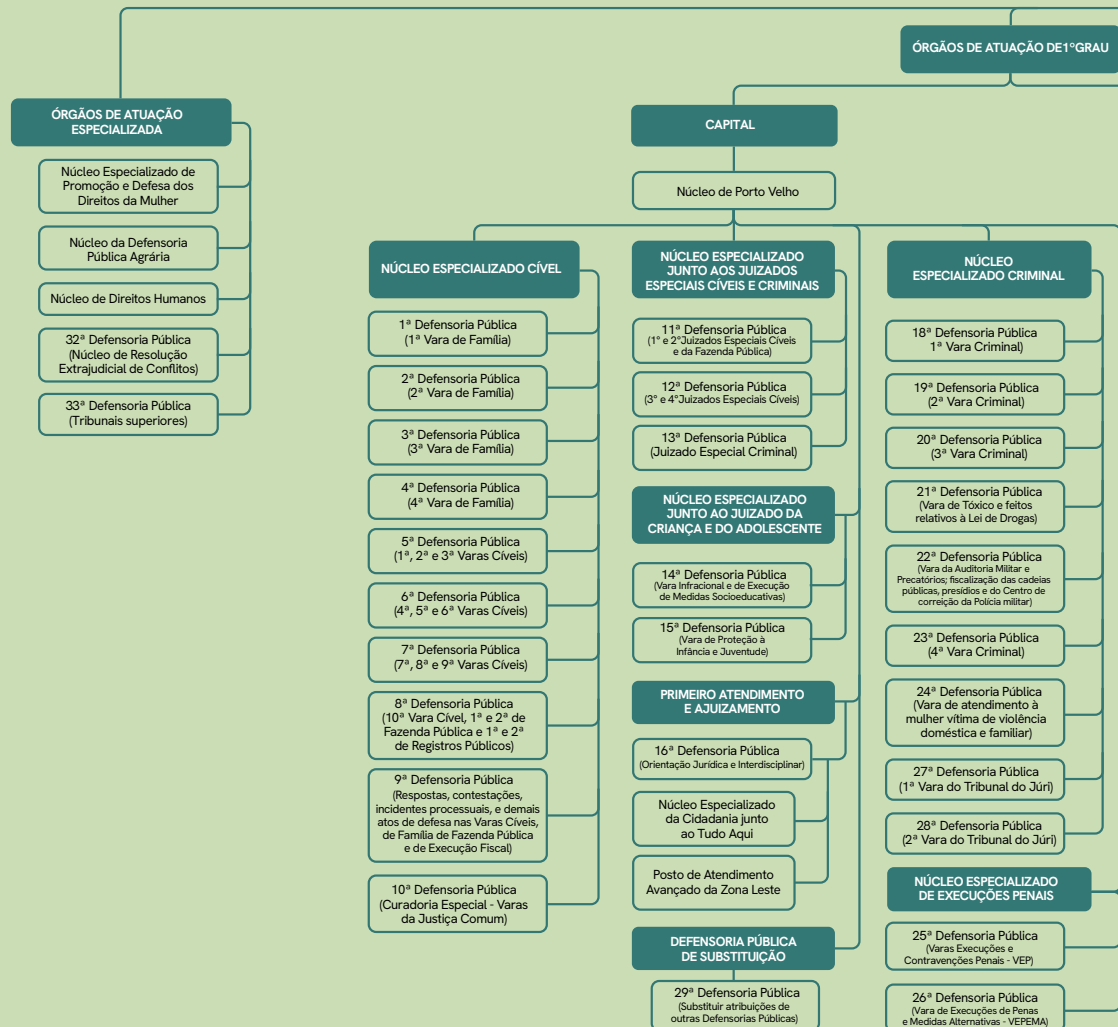 ÓRGÃOS DE ATUAÇÃO DE1°GRAU
ÓRGÃOS DE ATUAÇÃO
ESPECIALIZADA
Núcleo Especializado de
Promoção e Defesa dos
Direitos da Mulher
Núcleo da Defensoria
Pública Agrária
Núcleo de Direitos Humanos
32ª Defensoria Pública
(Núcleo de Resolução
Extrajudicial de Conflitos)
33ª Defensoria Pública
(Tribunais superiores)
CAPITAL
Núcleo de Porto Velho
NÚCLEO ESPECIALIZADO CÍVEL
1ª Defensoria Pública
(1ª Vara de Família)
2ª Defensoria Pública
(2ª Vara de Família)
3ª Defensoria Pública
(3ª Vara de Família)
4ª Defensoria Pública
(4ª Vara de Família)
5ª Defensoria Pública
(1ª, 2ª e 3ª Varas Cíveis)
6ª Defensoria Pública
(4ª, 5ª e 6ª Varas Cíveis)
7ª Defensoria Pública
(7ª, 8ª e 9ª Varas Cíveis)
8ª Defensoria Pública
(10ª Vara Cível, 1ª e 2ª de
Fazenda Pública e 1ª e 2ª
de Registros Públicos)
9ª Defensoria Pública
(Respostas, contestações,
incidentes processuais, e demais
atos de defesa nas Varas Cíveis,
de Família de Fazenda Pública
e de Execução Fiscal)
10ª Defensoria Pública
(Curadoria Especial - Varas
da Justiça Comum)
NÚCLEO ESPECIALIZADO
JUNTO AOS JUIZADOS
ESPECIAIS CÍVEIS E CRIMINAIS
11ª Defensoria Pública
(1° e 2°Juizados Especiais Cíveis
e da Fazenda Pública)
12ª Defensoria Pública
(3° e 4°Juizados Especiais Cíveis)
13ª Defensoria Pública
(Juizado Especial Criminal)
NÚCLEO ESPECIALIZADO
JUNTO AO JUIZADO DA
CRIANÇA E DO ADOLESCENTE
14ª Defensoria Pública
(Vara Infracional e de Execução
de Medidas Socioeducativas)
15ª Defensoria Pública
(Vara de Proteção à
Infância e Juventude)
PRIMEIRO ATENDIMENTO
E AJUIZAMENTO
16ª Defensoria Pública
(Orientação Jurídica e Interdisciplinar)
Núcleo Especializado
da Cidadania junto
ao Tudo Aqui
Posto de Atendimento
Avançado da Zona Leste
DEFENSORIA PÚBLICA
DE SUBSTITUIÇÃO
29ª Defensoria Pública
(Substituir atribuições de
outras Defensorias Públicas)
NÚCLEO
ESPECIALIZADO CRIMINAL
18ª Defensoria Pública
1ª Vara Criminal)
19ª Defensoria Pública
(2ª Vara Criminal)
20ª Defensoria Pública
(3ª Vara Criminal)
21ª Defensoria Pública
(Vara de Tóxico e feitos
relativos à Lei de Drogas)
22ª Defensoria Pública
(Vara da Auditoria Militar e
Precatórios; fiscalização das cadeias
públicas, presídios e do Centro de
correição da Polícia militar)
23ª Defensoria Pública
(4ª Vara Criminal)
24ª Defensoria Pública
(Vara de atendimento à
mulher vítima de violência
doméstica e familiar)
27ª Defensoria Pública
(1ª Vara do Tribunal do Júri)
28ª Defensoria Pública
(2ª Vara do Tribunal do Júri)
NÚCLEO ESPECIALIZADO
DE EXECUÇÕES PENAIS
25ª Defensoria Pública
(Varas Execuções e
Contravenções Penais - VEP)
26ª Defensoria Pública
(Vara de Execuções de Penas
e Medidas Alternativas - VEPEMA)